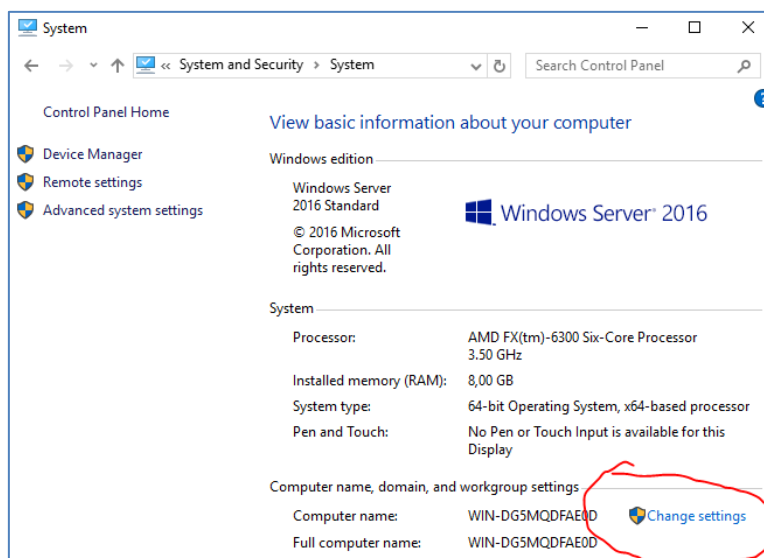 System
« System and Security › System
Search Control Panel
?
Control Panel Home
View basic information about your computer
Device Manager
Windows edition
Remote settings
Windows Server
2016 Standard
Windows Server® 2016
Advanced system settings
© 2016 Microsoft
Corporation. All
rights reserved.
System
Processor:
AMD FX(tm)-6300 Six-Core Processor
3.50 GHz
Installed memory (RAM):
8,00 GB
System type:
64-bit Operating System, x64-based processor
Pen and Touch:
No Pen or Touch Input is available for this
Display
Computer name, domain, and workgroup settings
Computer name:
WIN-DG5MQDFAE0D
Change settings
Full computer name:
WIN-DG5MQDFAE0D